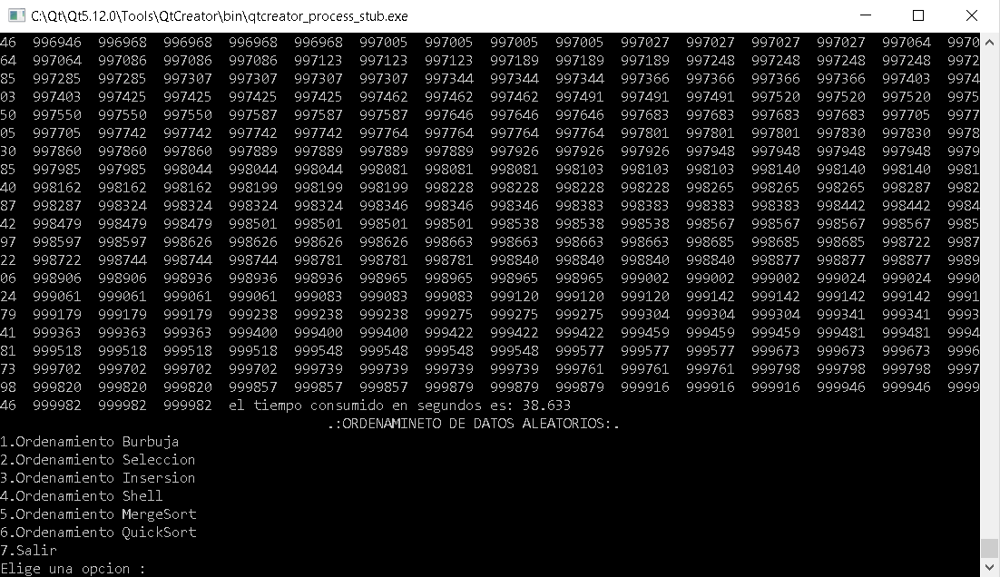 C:\Qt\Qt5.12.0\Tools\QtCreator\bin\qtcreator_process_stub.exe
46 996946 996968 996968 996968 996968 997005 997005 997005 997005 997027 997027 997027 997027 997064 9970
64 997064 997086 997086 997086 997123 997123 997123 997189 997189 997189 997248 997248 997248 997248 9972
85 997285 997285 997307 997307 997307 997307 997344 997344 997344 997366 997366 997366 997366 997403 9974
03 997403 997425 997425 997425 997425 997462 997462 997462 997491 997491 997491 997520 997520 997520 9975
50 997550 997550 997550 997587 997587 997587 997646 997646 997646 997683 997683 997683 997683 997705 9977
05 997705 997742 997742 997742 997742 997764 997764 997764 997764 997801 997801 997801 997830 997830 9978
30 997860 997860 997860 997889 997889 997889 997889 997926 997926 997926 997948 997948 997948 997948 9979
85 997985 997985 998044 998044 998044 998081 998081 998081 998103 998103 998103 998140 998140 998140 9981
40 998162 998162 998162 998199 998199 998199 998228 998228 998228 998228 998265 998265 998265 998287 9982
87 998287 998324 998324 998324 998324 998346 998346 998346 998383 998383 998383 998383 998442 998442 9984
42 998479 998479 998479 998501 998501 998501 998501 998538 998538 998538 998567 998567 998567 998567 9985
97 998597 998597 998626 998626 998626 998626 998663 998663 998663 998663 998685 998685 998685 998722 9987
22 998722 998744 998744 998744 998781 998781 998781 998840 998840 998840 998840 998877 998877 998877 9989
06 998906 998906 998936 998936 998936 998965 998965 998965 998965 999002 999002 999002 999024 999024 9990
24 999061 999061 999061 999061 999083 999083 999083 999120 999120 999120 999142 999142 999142 999142 9991
79 999179 999179 999179 999238 999238 999238 999275 999275 999275 999304 999304 999304 999341 999341 9993
41 999363 999363 999363 999400 999400 999400 999422 999422 999422 999459 999459 999459 999481 999481 9994
81 999518 999518 999518 999518 999548 999548 999548 999548 999577 999577 999577 999673 999673 999673 9996
73 999702 999702 999702 999702 999739 999739 999739 999739 999761 999761 999761 999798 999798 999798 9997
98 999820 999820 999820 999857 999857 999857 999879 999879 999879 999916 999916 999916 999946 999946 9999
46 999982 999982 999982 el tiempo consumido en segundos es: 38.633
.:ORDENAMINETO DE DATOS ALEATORIOS:.
1.Ordenamiento Burbuja
2.Ordenamiento Seleccion
3.Ordenamiento Insersion
4.Ordenamiento Shell
5.Ordenamiento MergeSort
6.Ordenamiento QuickSort
7.Salir
Elige una opcion :